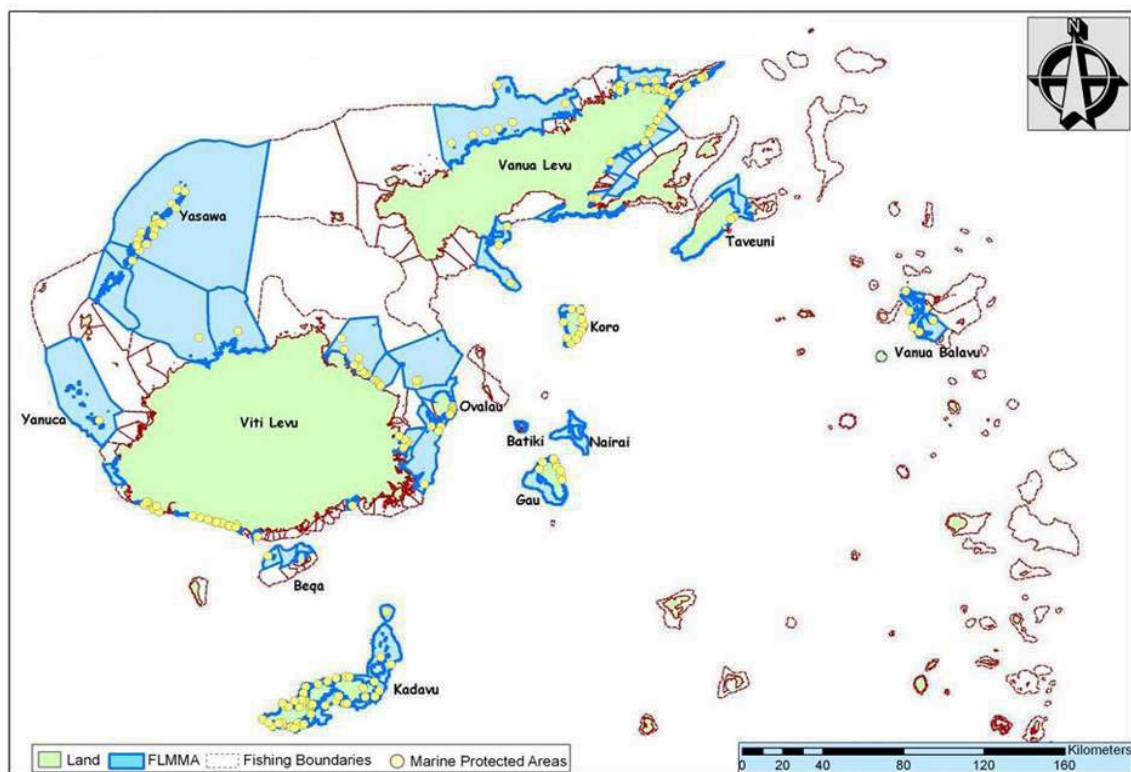 N
Vanua Levu
Yasawa
Taveuni
Koro
Vanua Balavu
Yanuca
Viti Levu
Ovalau
Batiki
Nairai
Gau
Beqa
Kadavu
Land FLMMA Fishing Boundaries Marine Protected Areas
Kilometers
0 20 40 80 120 160